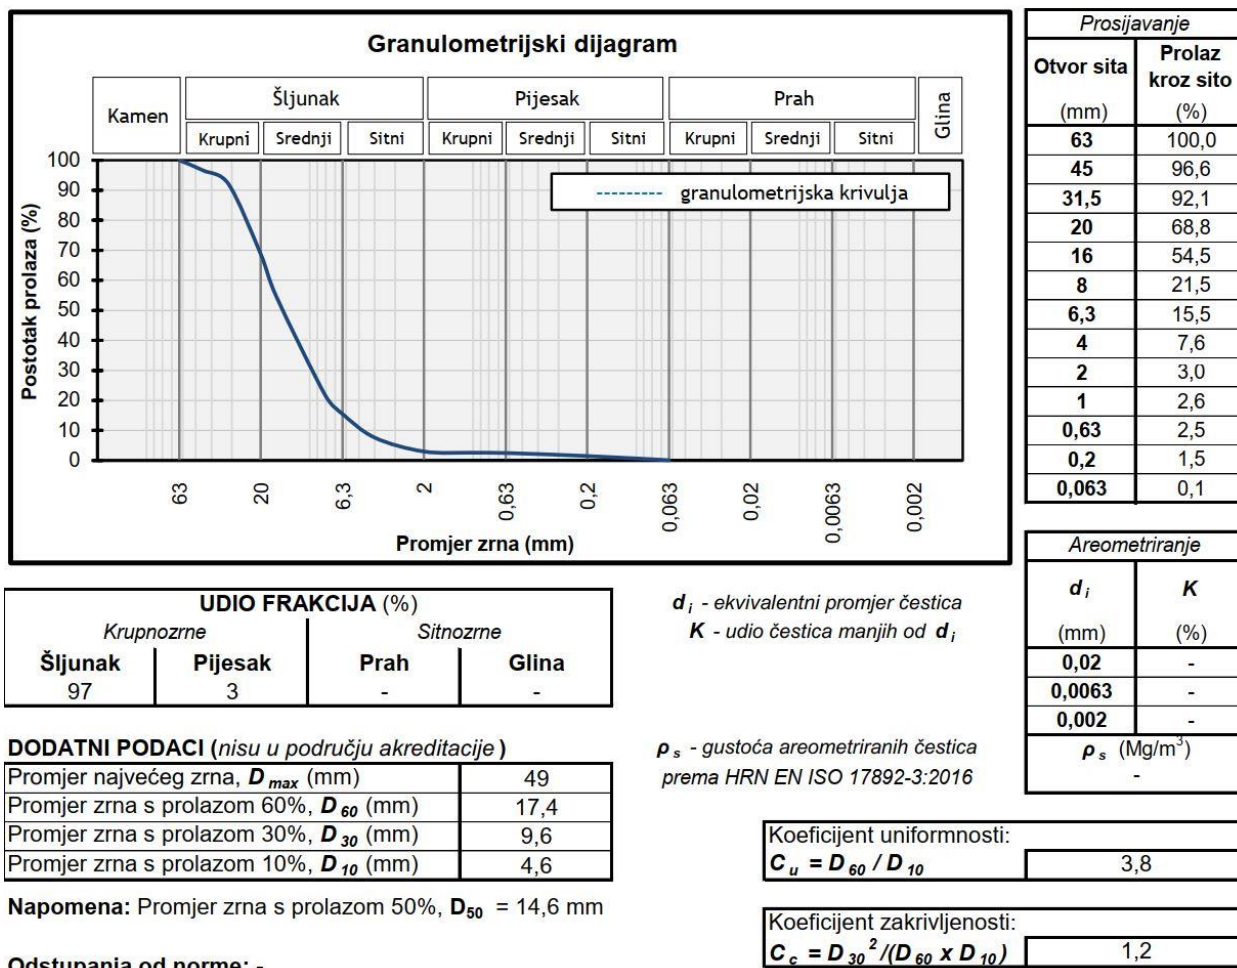 Granulometrijski dijagram
Kamen
Šljunak
Pijesak
Prah
Glina
Krupni Srednji Sitni Krupni Srednji Sitni Krupni Srednji Sitni
granulometrijska krivulja
Postotak prolaza (%)
100
90
80
70
60
50
40
30
20
10
0
63 20 6,3 2 0,63 0,2 0,063 0,02 0,0063 0,002
Promjer zrna (mm)
Prosijavanje
Otvor sita Prolaz kroz sito
(mm) (%)
63 100,0
45 96,6
31,5 92,1
20 68,8
16 54,5
8 21,5
6,3 15,5
4 7,6
2 3,0
1 2,6
0,63 2,5
0,2 1,5
0,063 0,1
Areometriranje
d i K
(mm) (%)
0,02 -
0,0063 -
0,002 -
ρ s (Mg/m³)
-
UDIO FRAKCIJA (%)
Krupnozrne Sitnozrne
Šljunak Pijesak Prah Glina
97 3 - -
d i - ekvivalentni promjer čestica
K - udio čestica manjih od d i
DODATNI PODACI (nisu u području akreditacije)
Promjer najvećeg zrna, D max (mm) 49
Promjer zrna s prolazom 60%, D 60 (mm) 17,4
Promjer zrna s prolazom 30%, D 30 (mm) 9,6
Promjer zrna s prolazom 10%, D 10 (mm) 4,6
ρ s - gustoća areometriranih čestica
prema HRN EN ISO 17892-3:2016
Koeficijent uniformnosti:
C u = D 60 / D 10 3,8
Napomena: Promjer zrna s prolazom 50%, D50 = 14,6 mm
Koeficijent zakrivljenosti:
C c = D 30 ² /(D 60 x D 10) 1,2
Odstupanja od norme: -